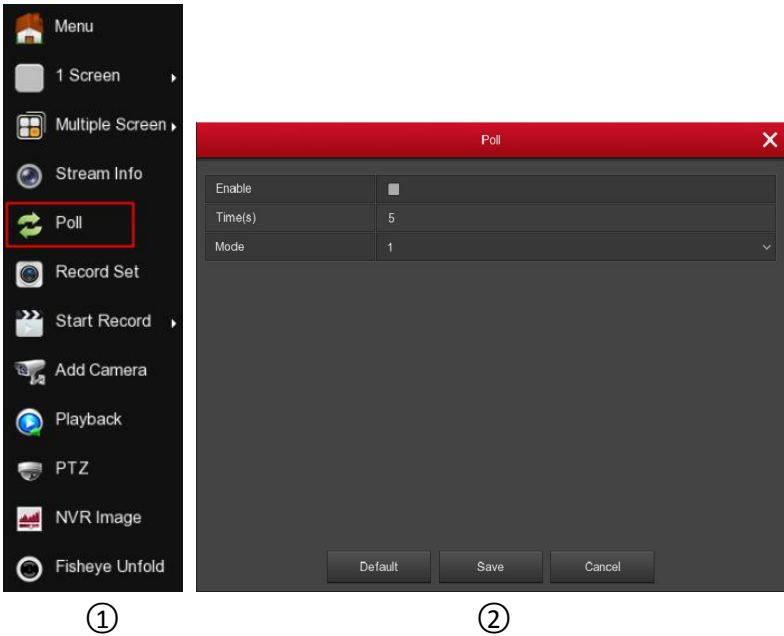 Menu
1 Screen
Multiple Screen
Stream Info
Poll
Record Set
Start Record
Add Camera
Playback
PTZ
NVR Image
Fisheye Unfold
①
Poll
Enable
Time(s) 5
Mode 1
Default Save Cancel
②